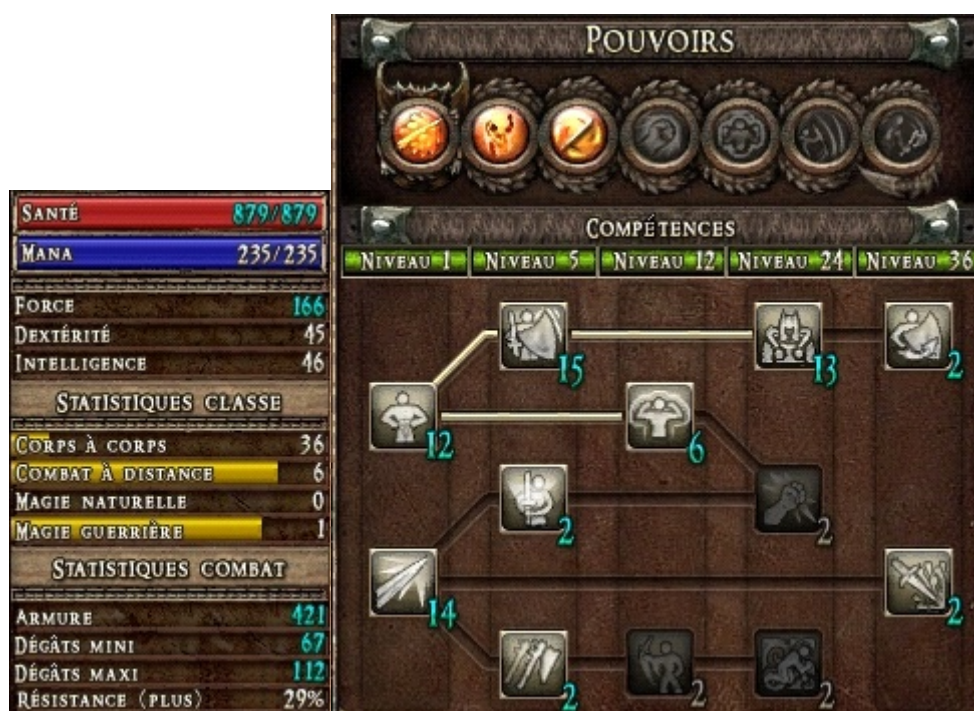 SANTÉ 879/879
MANA 235/235
FORCE 166
DEXTÉRITÉ 45
INTELLIGENCE 46
STATISTIQUES CLASSE
CORPS À CORPS 36
COMBAT À DISTANCE 6
MAGIE NATURELLE 0
MAGIE GUERRIÈRE 1
STATISTIQUES COMBAT
ARMURE 421
DÉGÂTS MINI 67
DÉGÂTS MAXI 112
RÉSISTANCE (PLUS) 29%
POUVOIRS
COMPÉTENCES
NIVEAU 1 NIVEAU 5 NIVEAU 12 NIVEAU 24 NIVEAU 36
15 13 2
12 6
2 2
14 2
2 2 2